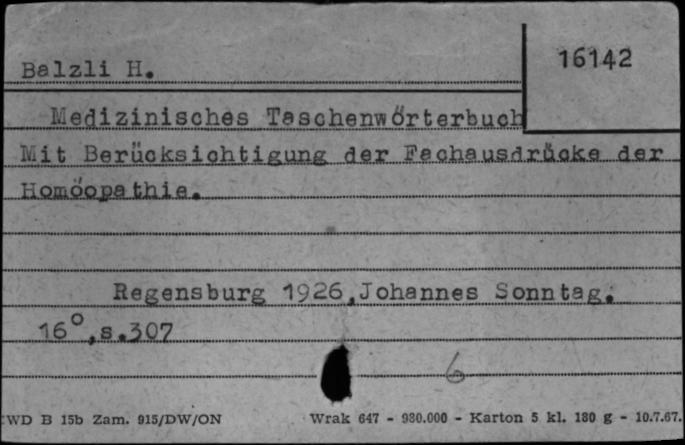 16142
Balzli H.
Medizinisches Taschenwörterbuch
Mit Berücksichtigung der Fachausdrücke der
Homöopathie.
Regensburg 1926,Johannes Sonntag.
16°,s.307
6
WD B 15b Zam. 915/DW/ON Wrak 647 - 980.000 - Karton 5 kl. 180 g - 10.7.67.